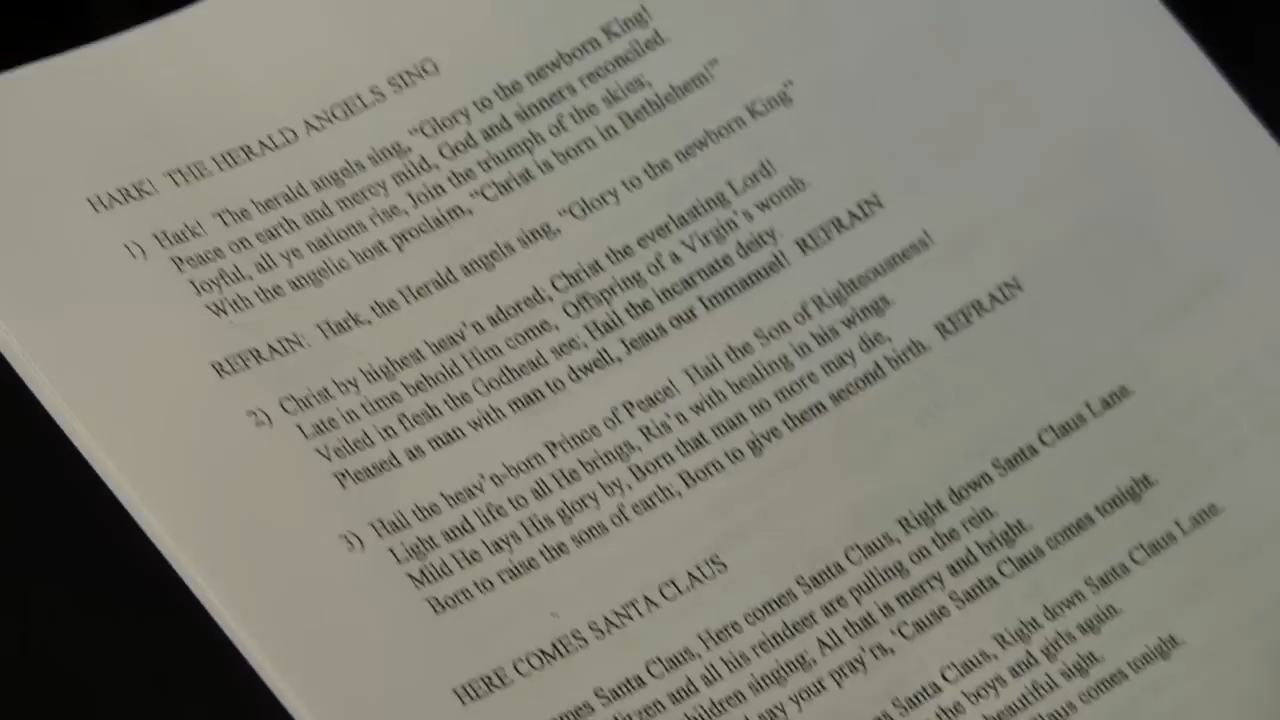 HARK! THE HERALD ANGELS SING
1) Hark! The herald angels sing, “Glory to the newborn King!
Peace on earth and mercy mild, God and sinners reconciled.
Joyful, all ye nations rise, Join the triumph of the skies;
With the angelic host proclaim, “Christ is born in Bethlehem!”
REFRAIN: Hark, the Herald angels sing, “Glory to the newborn King”
2) Christ by highest heav’n adored; Christ the everlasting Lord!
Late in time behold Him come, Offspring of a Virgin’s womb.
Veiled in flesh the Godhead see; Hail the incarnate deity.
Pleased as man with man to dwell, Jesus our Immanuel! REFRAIN
3) Hail the heav’n-born Prince of Peace! Hail the Son of Righteousness!
Light and life to all He brings, Ris’n with healing in his wings.
Mild He lays His glory by, Born that man no more may die,
Born to raise the sons of earth; Born to give them second birth. REFRAIN
HERE COMES SANTA CLAUS
Santa Claus, Here comes Santa Claus, Right down Santa Claus Lane.
and all his reindeer are pulling on the rein.
singing; All that is merry and bright.
say your pray’rs, ‘Cause Santa Claus comes tonight.
Santa Claus, Right down Santa Claus Lane.
the boys and girls again.
beautiful sight.
Claus comes tonight.